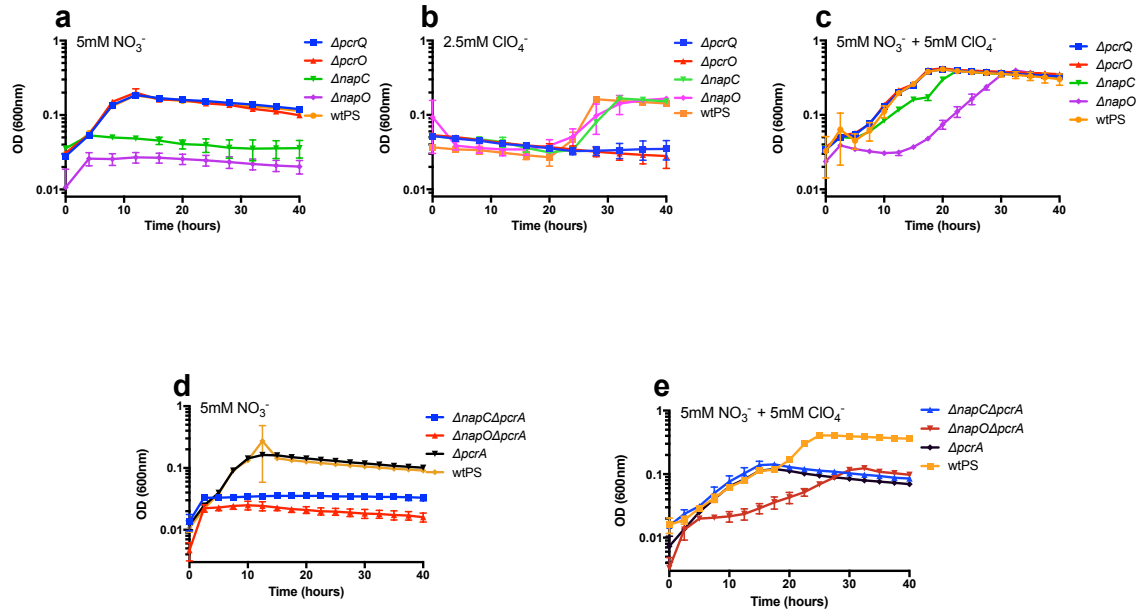 a
5mM NO₃⁻
OD (600nm)
1
0.1
0.01
0 10 20 30 40
Time (hours)
ΔpcrQ
ΔpcrO
ΔnapC
ΔnapO
wtPS
b
2.5mM ClO₄⁻
OD (600nm)
1
0.1
0.01
0 10 20 30 40
Time (hours)
ΔpcrQ
ΔpcrO
ΔnapC
ΔnapO
wtPS
c
5mM NO₃⁻ + 5mM ClO₄⁻
OD (600nm)
1
0.1
0.01
0 10 20 30 40
Time (hours)
ΔpcrQ
ΔpcrO
ΔnapC
ΔnapO
wtPS
d
5mM NO₃⁻
OD (600nm)
1
0.1
0.01
0 10 20 30 40
Time (hours)
ΔnapCΔpcrA
ΔnapOΔpcrA
ΔpcrA
wtPS
e
5mM NO₃⁻ + 5mM ClO₄⁻
OD (600nm)
1
0.1
0.01
0 10 20 30 40
Time (hours)
ΔnapCΔpcrA
ΔnapOΔpcrA
ΔpcrA
wtPS